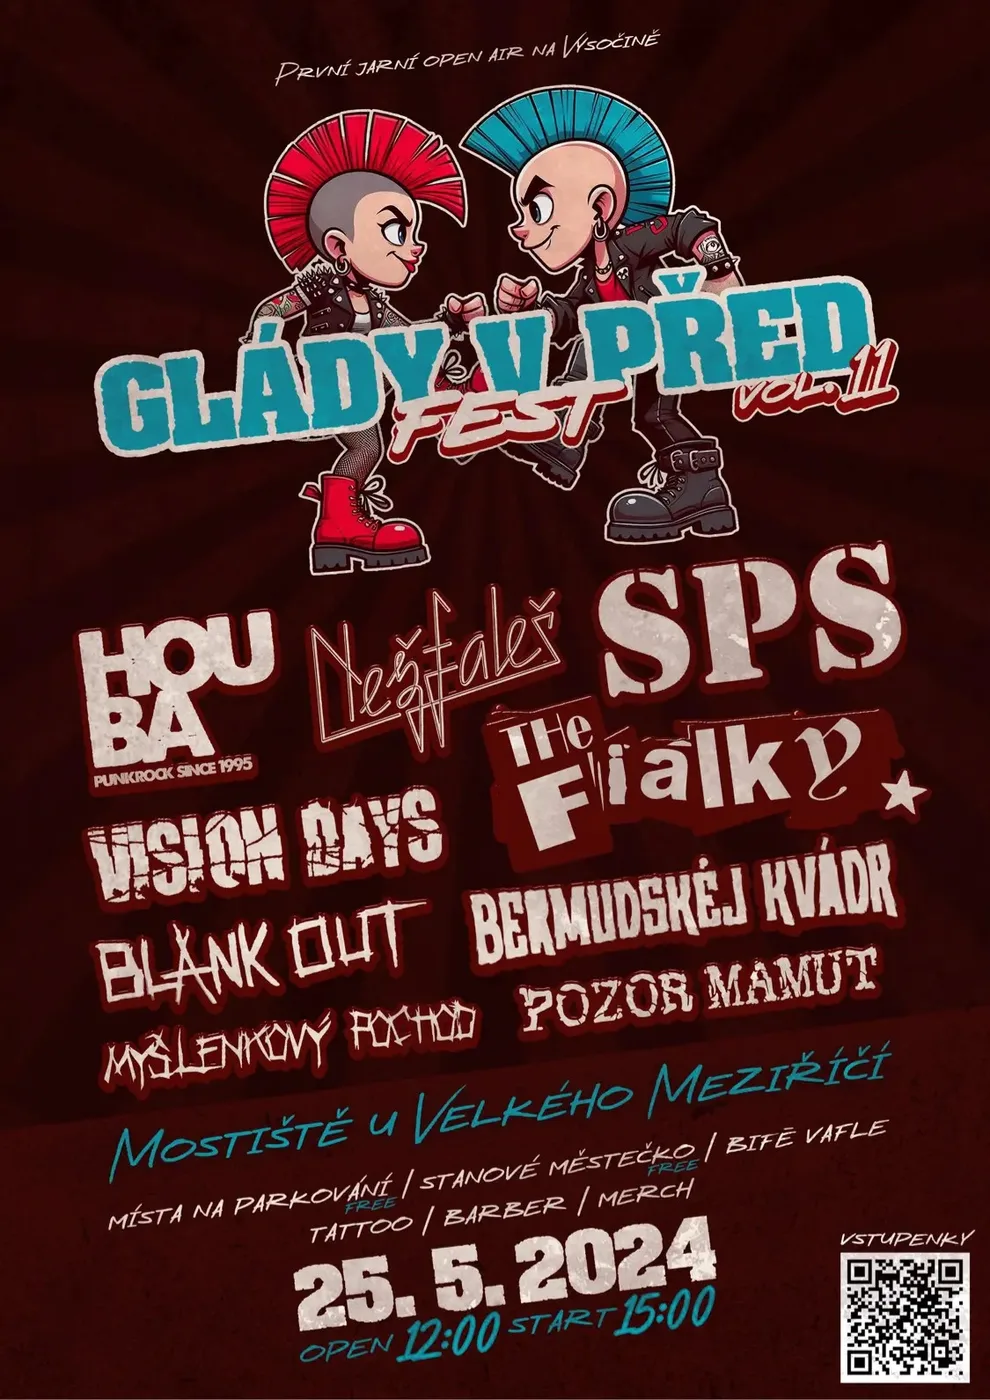 PRVNÍ JARNÍ OPEN AIR NA VYSOČINĚ
GLÁDY V PŘED
FEST VOL. 11
HOUBA
PUNKROCK SINCE 1995
Nežfaleš
SPS
THe Fialky
VISION DAYS
BERMUDSKÉJ KVÁDR
BLANK OUT
POZOR MAMUT
MYŠLENKOVÝ POCHOD
MOSTIŠTĚ U VELKÉHO MEZIŘÍČÍ
MÍSTA NA PARKOVÁNÍ FREE / STANOVÉ MĚSTEČKO FREE / BIFÉ VAFLE
TATTOO / BARBER / MERCH
25. 5. 2024
OPEN 12:00 START 15:00
VSTUPENKY